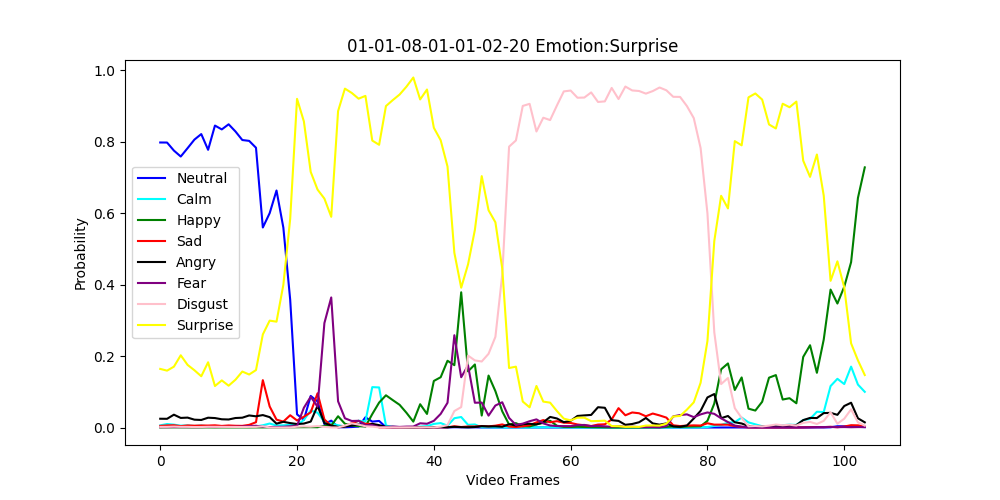 01-01-08-01-01-02-20 Emotion:Surprise
1.0
0.8
0.6
0.4
0.2
0.0
Probability
Neutral
Calm
Happy
Sad
Angry
Fear
Disgust
Surprise
0 20 40 60 80 100
Video Frames